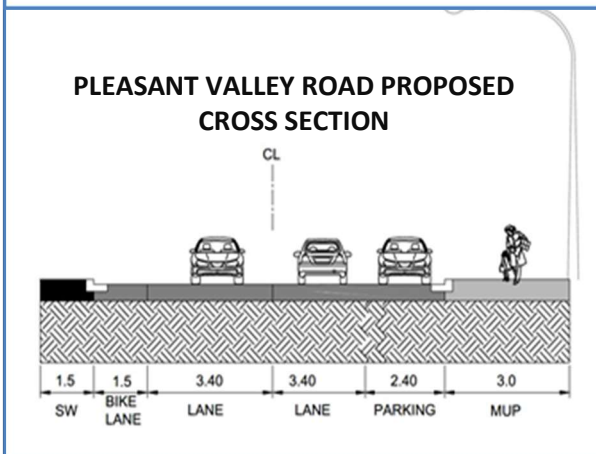 PLEASANT VALLEY ROAD PROPOSED
CROSS SECTION
CL
1.5 1.5 3.40 3.40 2.40 3.0
SW BIKE LANE LANE LANE PARKING MUP